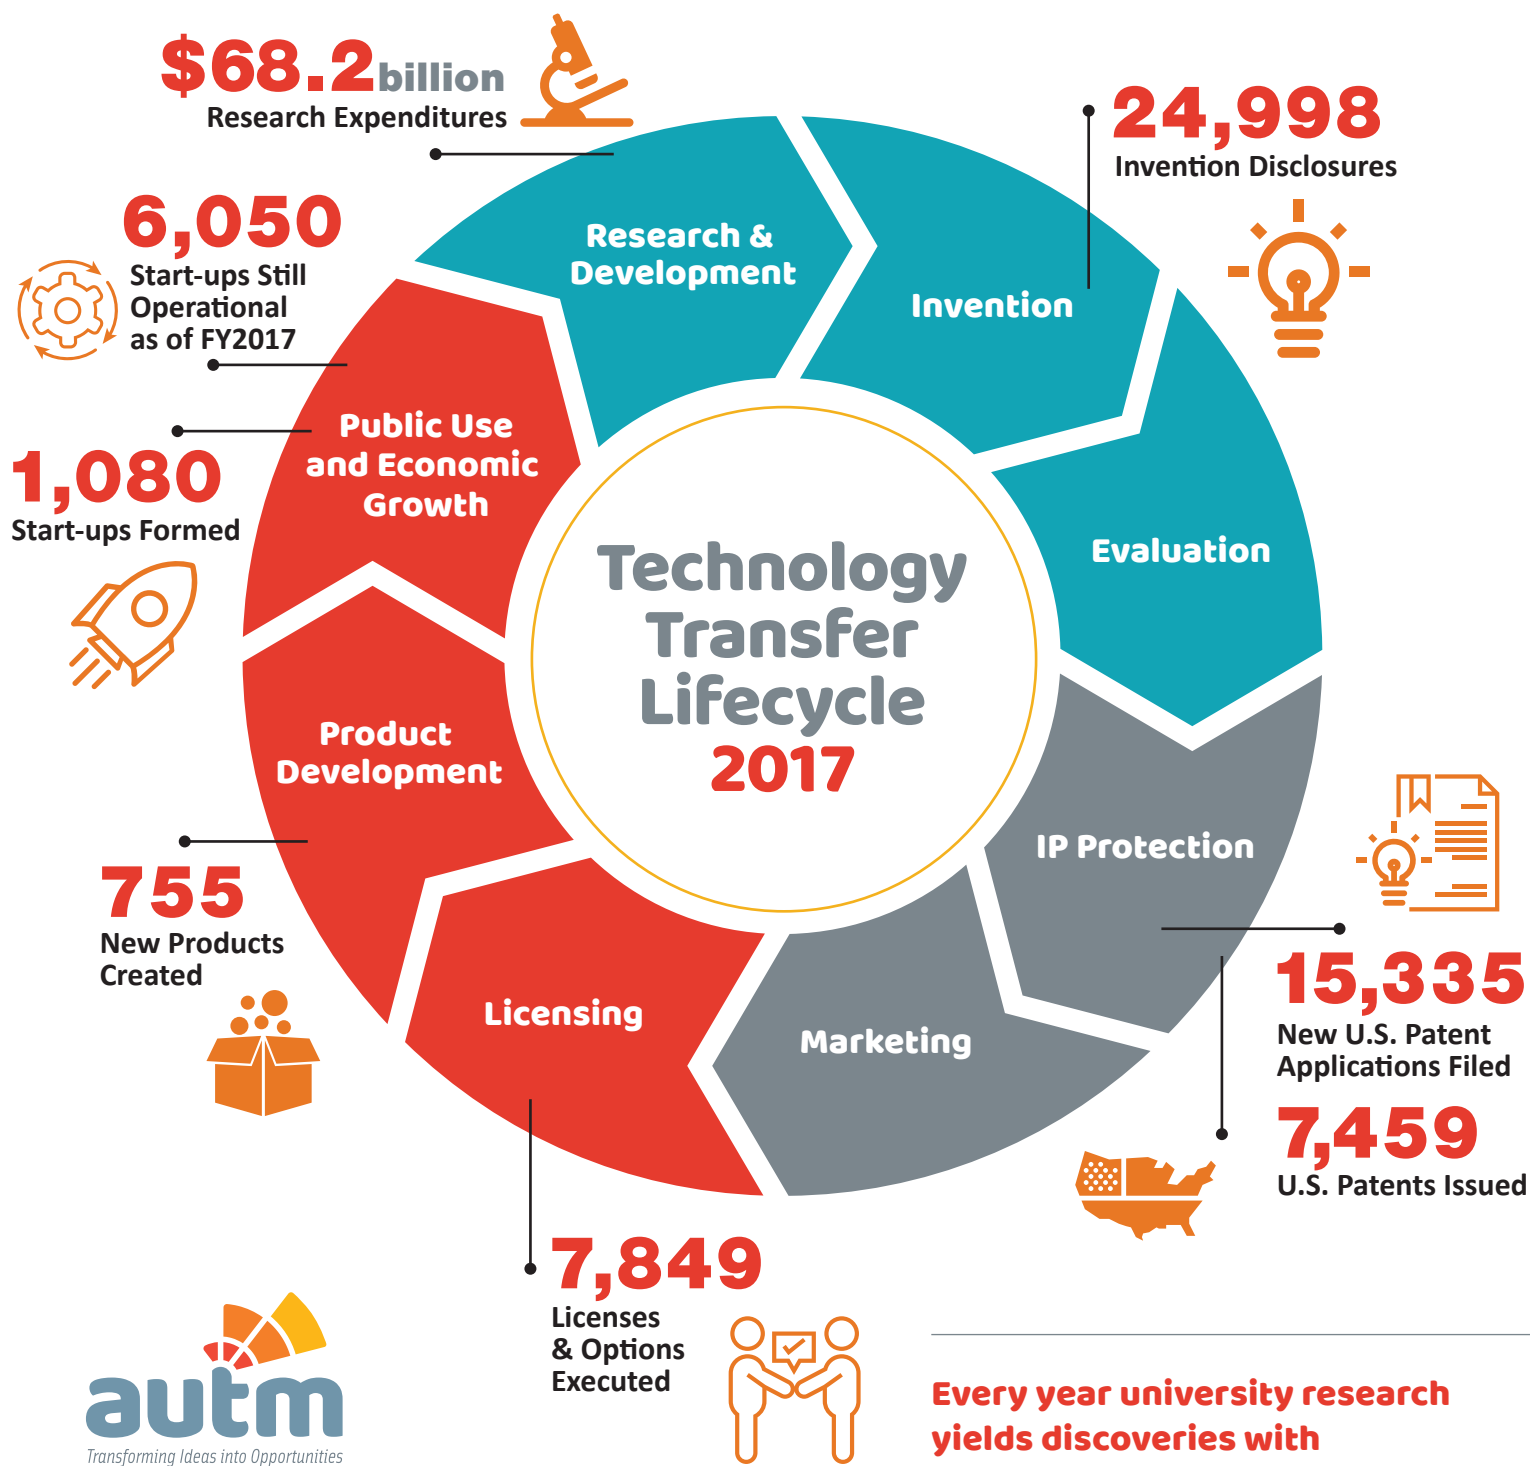 $68.2 billion
Research Expenditures
24,998
Invention Disclosures
6,050
Start-ups Still
Operational
as of FY2017
1,080
Start-ups Formed
Research &
Development
Invention
Evaluation
IP Protection
Marketing
Licensing
Product
Development
Public Use
and Economic
Growth
Technology
Transfer
Lifecycle
2017
755
New Products
Created
15,335
New U.S. Patent
Applications Filed
7,459
U.S. Patents Issued
7,849
Licenses
& Options
Executed
autm
Transforming Ideas into Opportunities
Every year university research
yields discoveries with